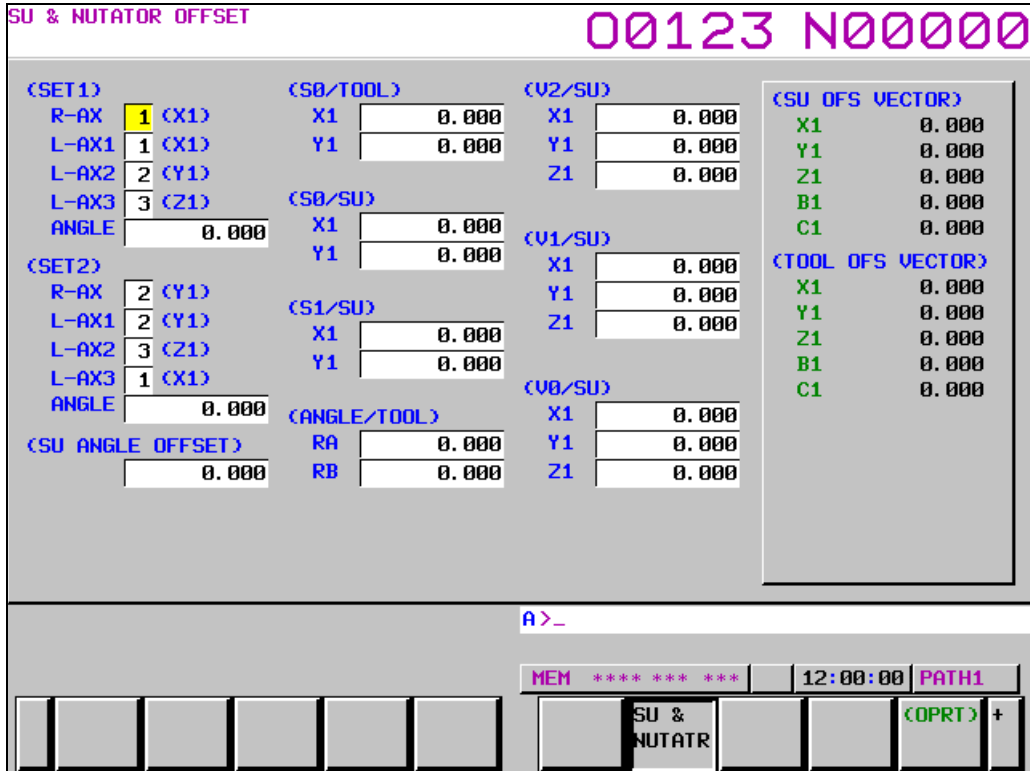 SU & NUTATOR OFFSET
O0123 N00000
(SET1)
R-AX 1 (X1)
L-AX1 1 (X1)
L-AX2 2 (Y1)
L-AX3 3 (Z1)
ANGLE 0.000
(SET2)
R-AX 2 (Y1)
L-AX1 2 (Y1)
L-AX2 3 (Z1)
L-AX3 1 (X1)
ANGLE 0.000
(SU ANGLE OFFSET)
0.000
(S0/TOOL)
X1 0.000
Y1 0.000
(S0/SU)
X1 0.000
Y1 0.000
(S1/SU)
X1 0.000
Y1 0.000
(ANGLE/TOOL)
RA 0.000
RB 0.000
(V2/SU)
X1 0.000
Y1 0.000
Z1 0.000
(V1/SU)
X1 0.000
Y1 0.000
Z1 0.000
(V0/SU)
X1 0.000
Y1 0.000
Z1 0.000
(SU OFS VECTOR)
X1 0.000
Y1 0.000
Z1 0.000
B1 0.000
C1 0.000
(TOOL OFS VECTOR)
X1 0.000
Y1 0.000
Z1 0.000
B1 0.000
C1 0.000
A>_
MEM **** *** *** 12:00:00 PATH1
SU &
NUTATR
(OPRT) +